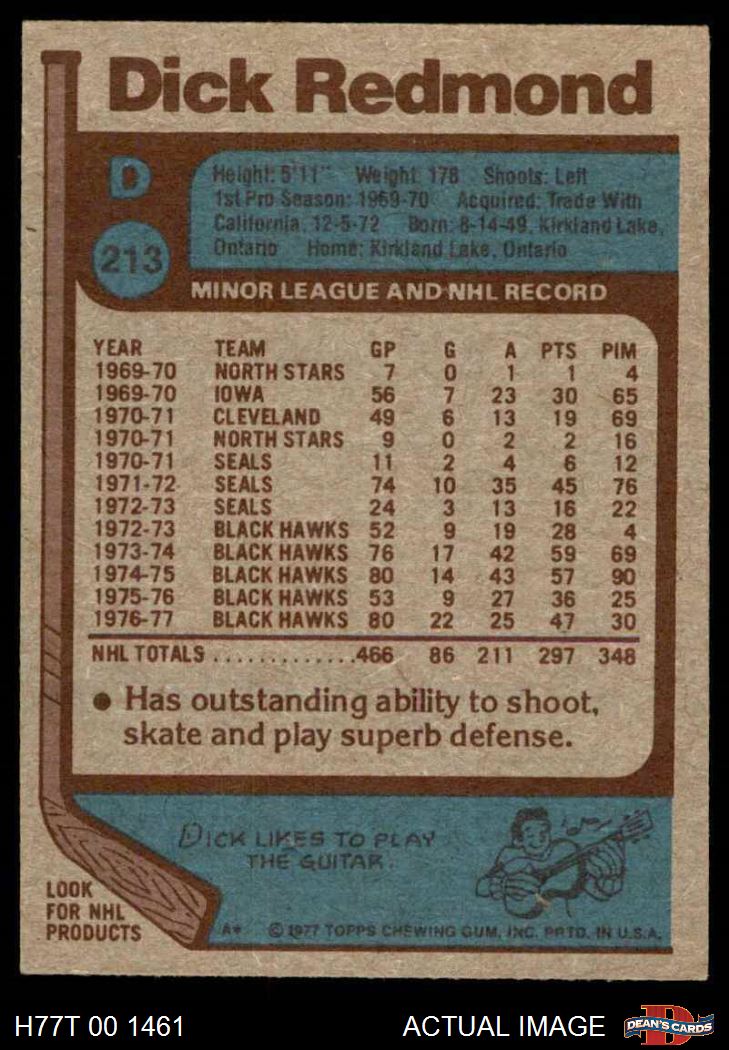 Dick Redmond
D
Height: 5'11" Weight: 178 Shoots: Left
1st Pro Season: 1969-70 Acquired: Trade With
California, 12-5-72 Born: 8-14-49, Kirkland Lake,
Ontario Home: Kirkland Lake, Ontario
213
MINOR LEAGUE AND NHL RECORD
YEAR TEAM GP G A PTS PIM
1969-70 NORTH STARS 7 0 1 1 4
1969-70 IOWA 56 7 23 30 65
1970-71 CLEVELAND 49 6 13 19 69
1970-71 NORTH STARS 9 0 2 2 16
1970-71 SEALS 11 2 4 6 12
1971-72 SEALS 74 10 35 45 76
1972-73 SEALS 24 3 13 16 22
1972-73 BLACK HAWKS 52 9 19 28 4
1973-74 BLACK HAWKS 76 17 42 59 69
1974-75 BLACK HAWKS 80 14 43 57 90
1975-76 BLACK HAWKS 53 9 27 36 25
1976-77 BLACK HAWKS 80 22 25 47 30
NHL TOTALS .............466 86 211 297 348
● Has outstanding ability to shoot,
skate and play superb defense.
DICK LIKES TO PLAY
THE GUITAR.
LOOK
FOR NHL
PRODUCTS
A* © 1977 TOPPS CHEWING GUM, INC. PRTD. IN U.S.A.
H77T 00 1461 ACTUAL IMAGE
D
DEAN'S CARDS